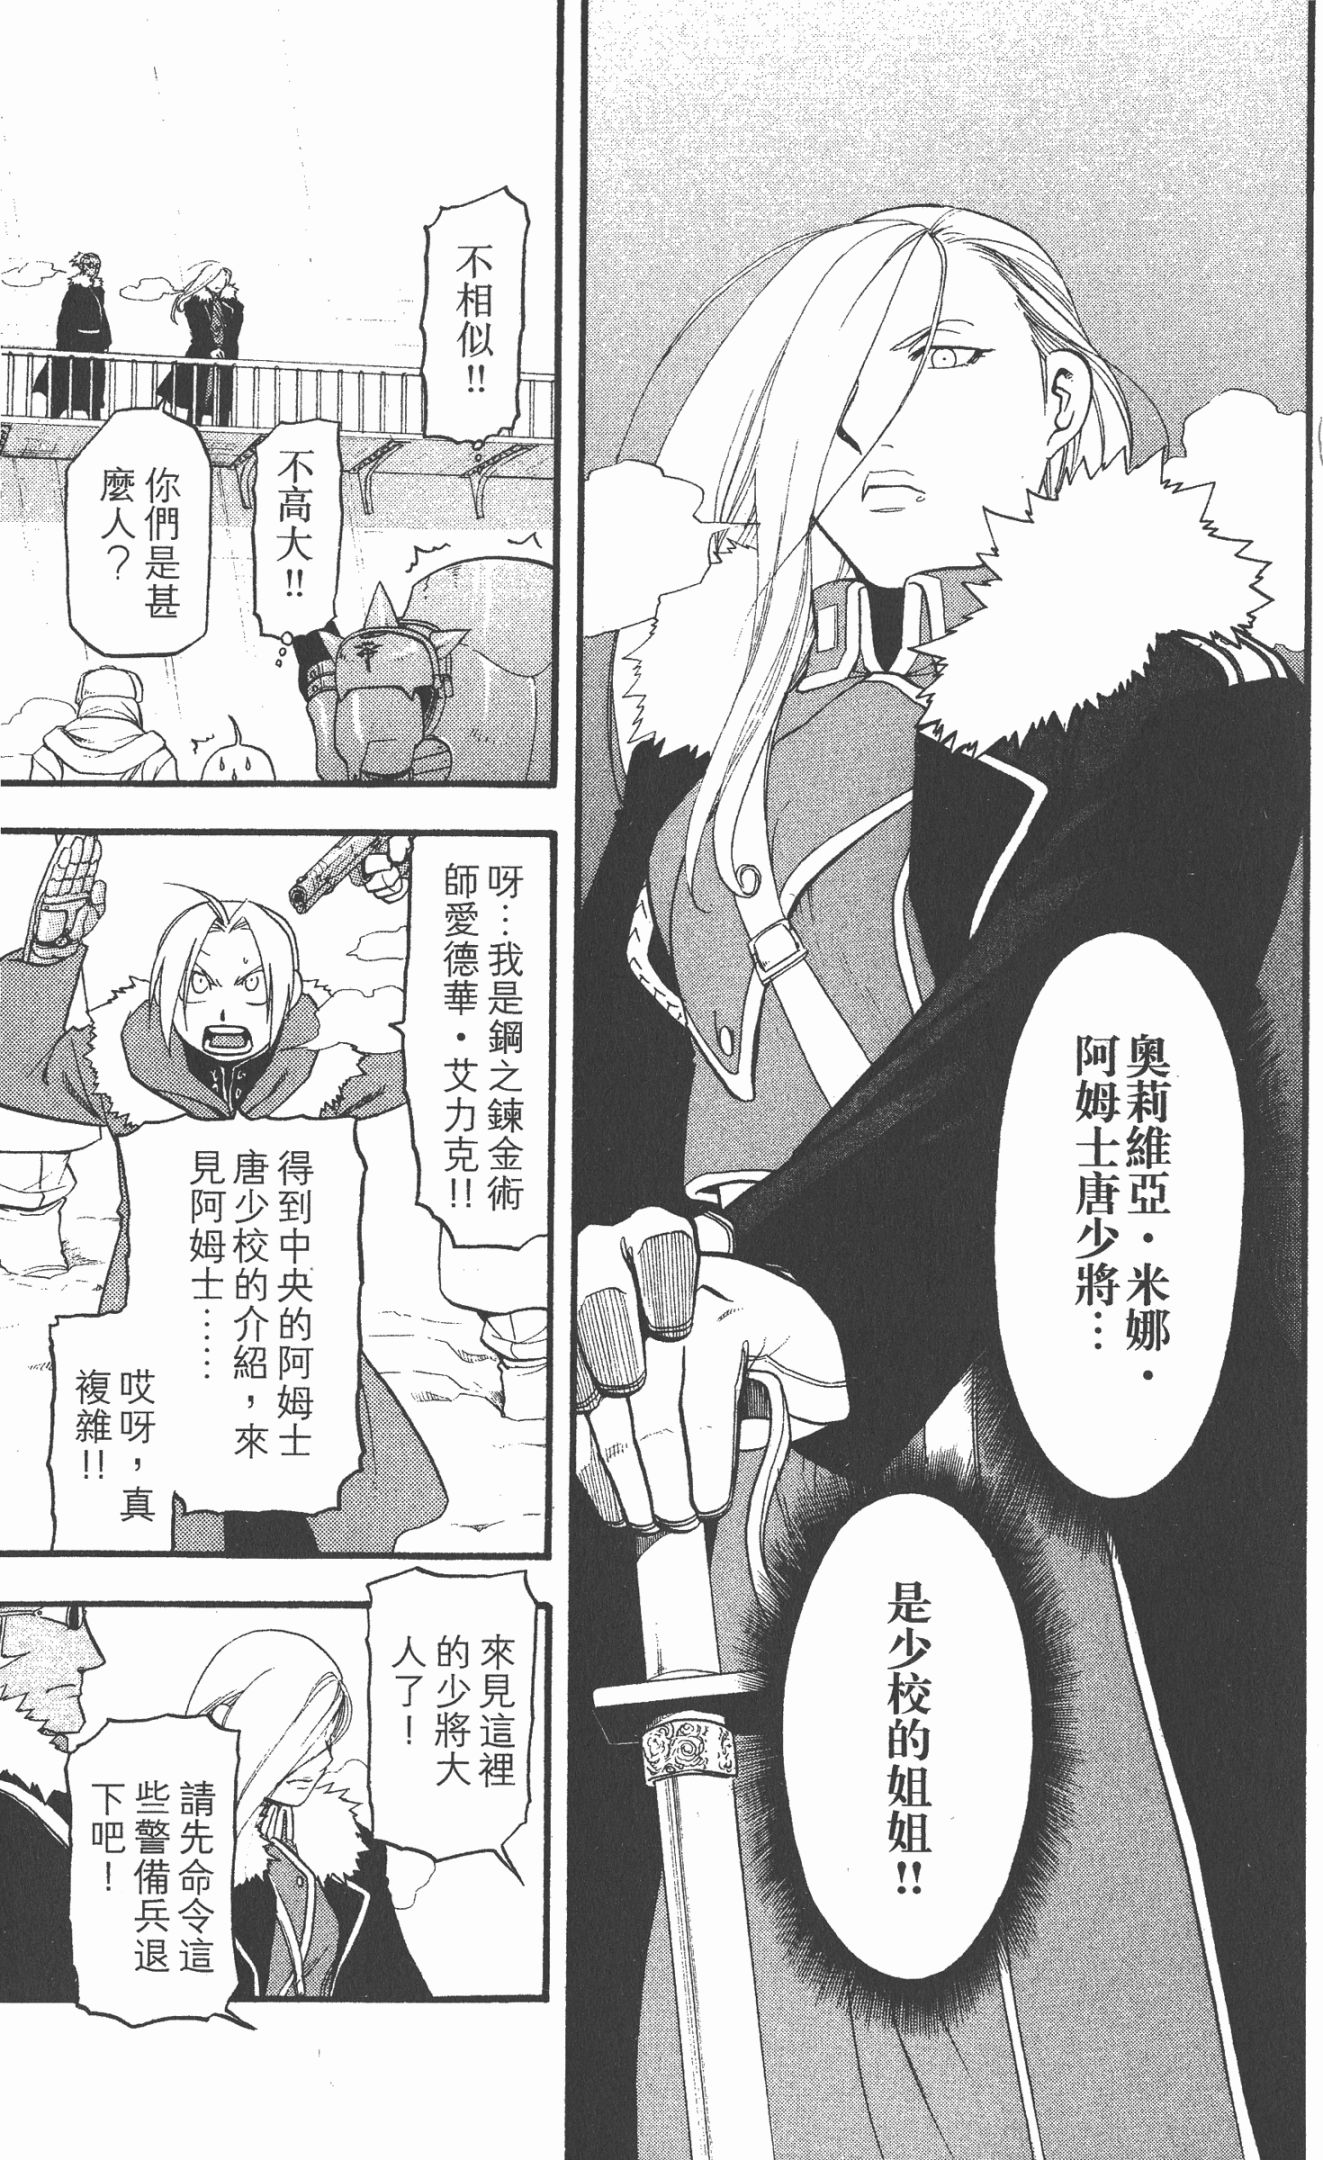 奧莉維亞・米娜・
阿姆士唐少將…
是少校的姐姐!!
不相似!!
不高大!!
你們是甚
麼人？
呀…我是鋼之鍊金術
師愛德華・艾力克!!
得到中央的阿姆士
唐少校的介紹，來
見阿姆士……
哎呀，真
複雜!!
來見這裡
的少將大
人了！
請先命令這
些警備兵退
下吧！